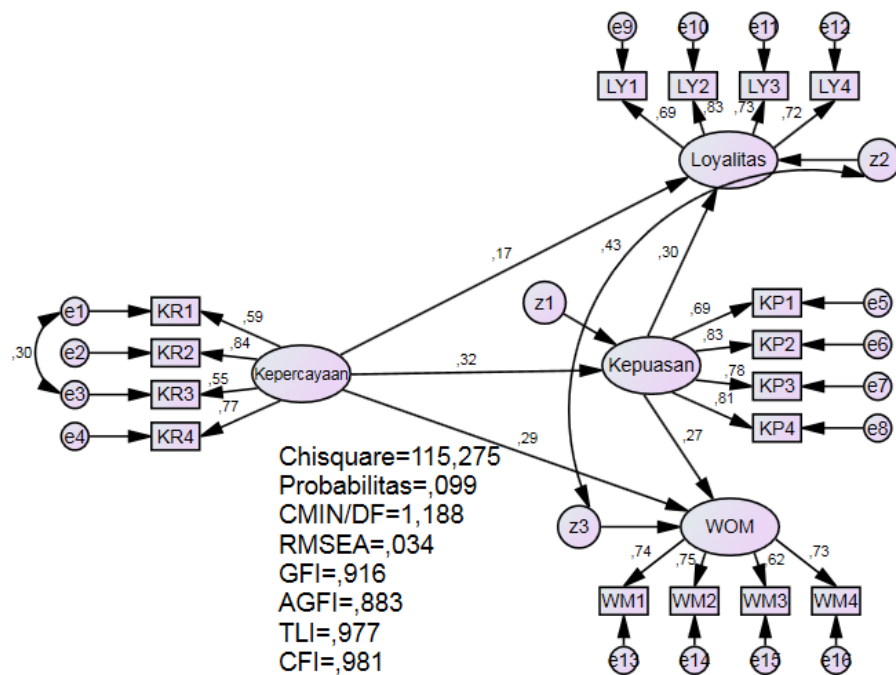 e9 e10 e11 e12
LY1 LY2 LY3 LY4
,69 ,83 ,73 ,72
Loyalitas z2
,17 ,43 ,30
e1 KR1 ,59
z1
,69 KP1 e5
,30 e2 KR2 ,84
Kepercayaan ,32 Kepuasan
,83 KP2 e6
e3 KR3 ,55
,78 KP3 e7
e4 KR4 ,77
,81 KP4 e8
,29 ,27
Chisquare=115,275
Probabilitas=,099
CMIN/DF=1,188
RMSEA=,034
GFI=,916
AGFI=,883
TLI=,977
CFI=,981
z3 WOM
,74 ,75 ,62 ,73
WM1 WM2 WM3 WM4
e13 e14 e15 e16